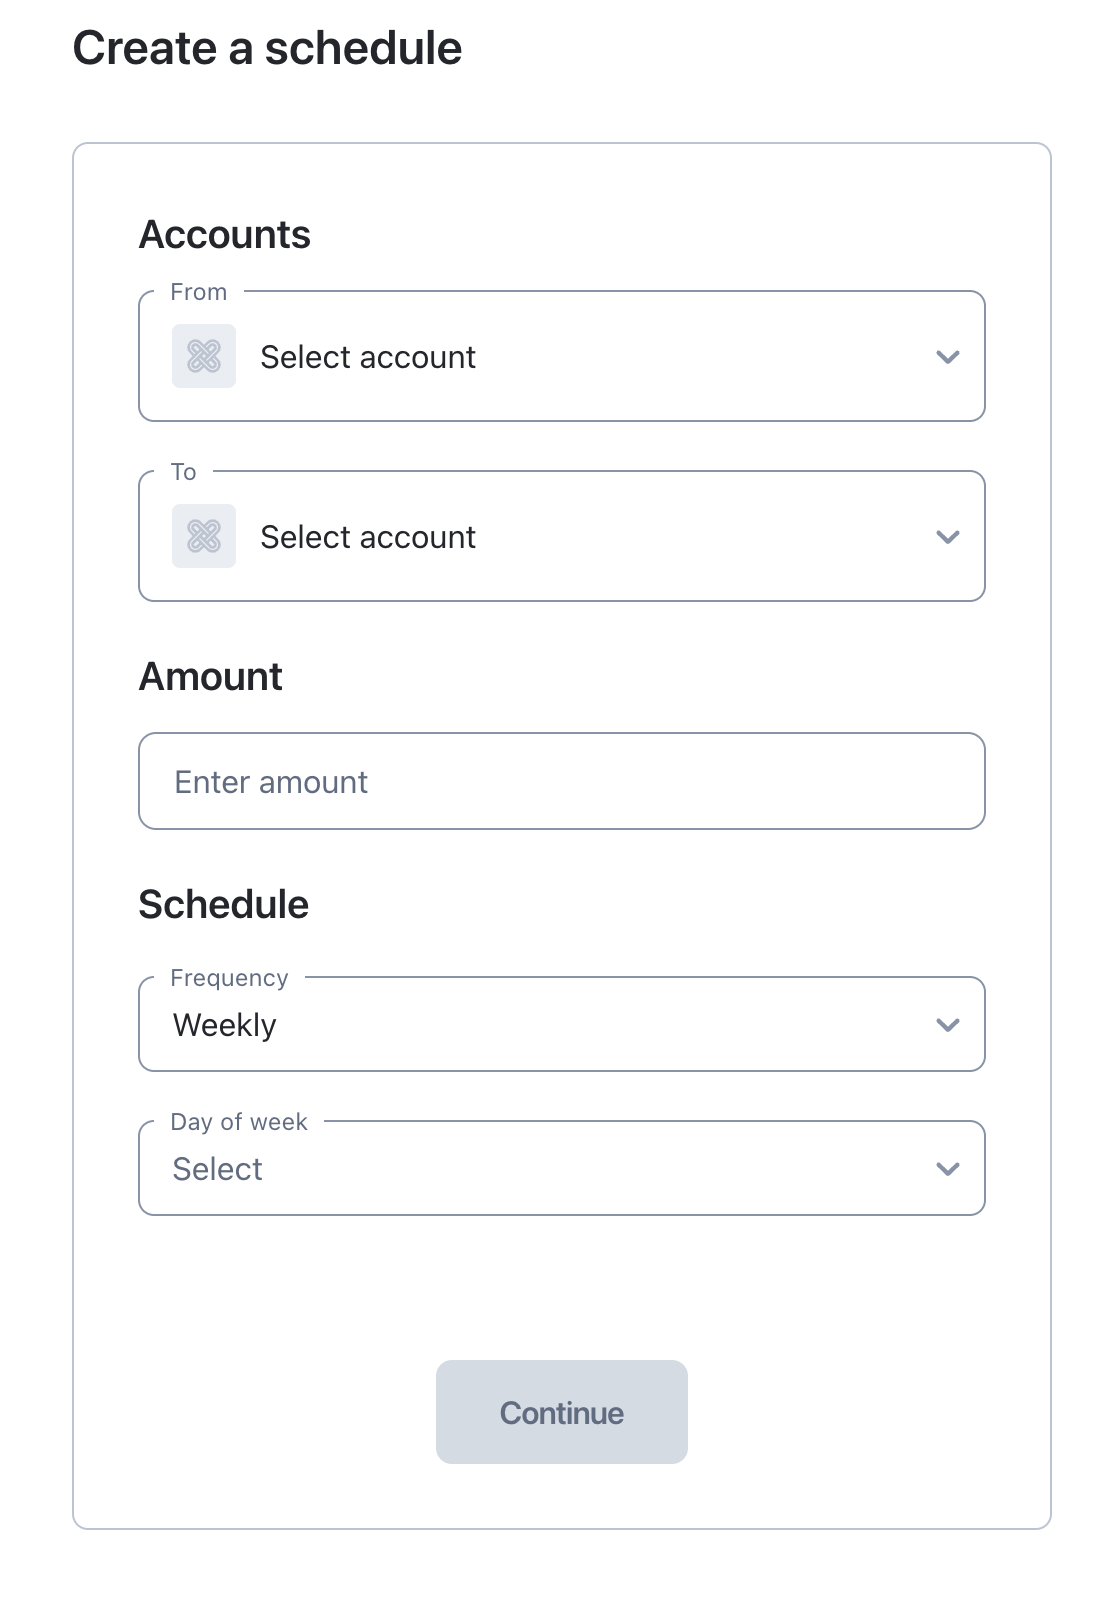 Create a schedule
Accounts
From
Select account
To
Select account
Amount
Enter amount
Schedule
Frequency
Weekly
Day of week
Select
Continue